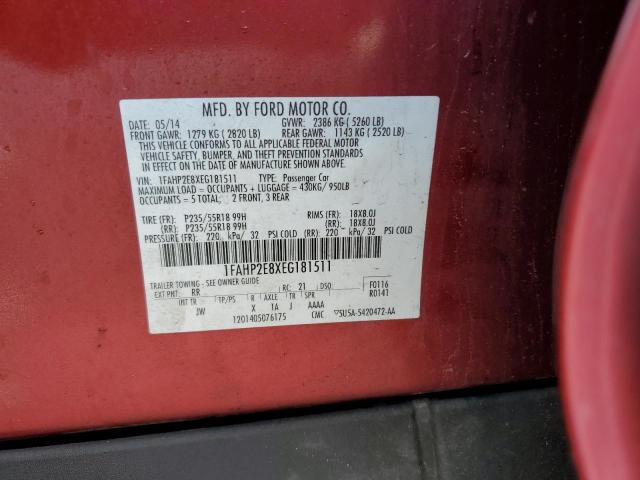 MFD. BY FORD MOTOR CO.
DATE: 05/14 GVWR: 2386 KG ( 5260 LB)
FRONT GAWR: 1279 KG ( 2820 LB) REAR GAWR: 1143 KG ( 2520LB)
THIS VEHICLE CONFORMS TO ALL APPLICABLE FEDERAL MOTOR
VEHICLE SAFETY, BUMPER, AND THEFT PREVENTION STANDARDS
IN EFFECT ON THE DATE OF MANUFACTURE SHOWN ABOVE.
VIN: 1FAHP2E8XEG181511 TYPE: Passenger Car
MAXIMUM LOAD = OCCUPANTS + LUGGAGE = 430KG / 950LB
OCCUPANTS = 5 TOTAL, 2 FRONT, 3 REAR
TIRE (FR): P235/55R18 99H RIMS (FR): 18X8.0J
(RR): P235/55R18 99H (RR): 18X8.0J
PRESSURE (FR): 220 kPa/ 32 PSI COLD (RR): 220 kPa/ 32 PSI COLD
1FAHP2E8XEG181511
TRAILER TOWING - SEE OWNER GUIDE
EXT PNT: RR RC: 21 DSO: F0116
R0141
INT TR TP/PS R AXLE TR SPR
JW X 1A J AAAA
1201405076175 CMC ▽5USA-5420472-AA